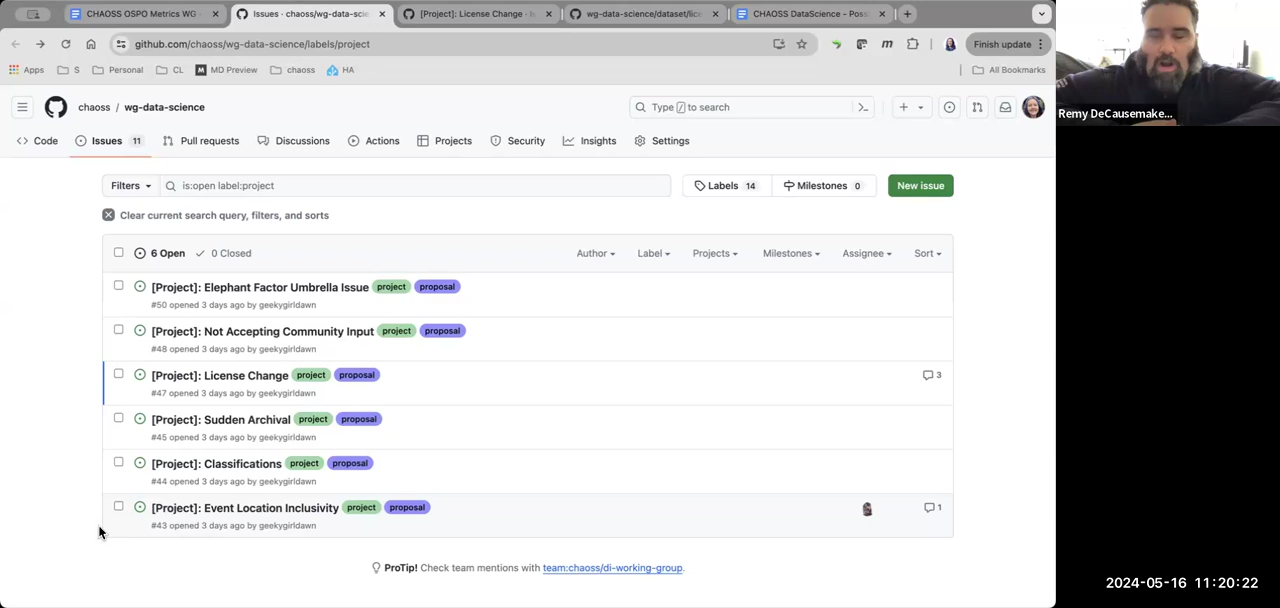 CHAOSS OSPO Metrics WG -
Issues · chaoss/wg-data-scie
[Project]: License Change · Is
wg-data-science/dataset/lice
CHAOSS DataScience - Pos
github.com/chaoss/wg-data-science/labels/project
Finish update
Apps
S
Personal
CL
MD Preview
chaoss
HA
All Bookmarks
chaoss / wg-data-science
Type / to search
Code
Issues 11
Pull requests
Discussions
Actions
Projects
Security
Insights
Settings
Filters
is:open label:project
Labels 14
Milestones 0
New issue
Clear current search query, filters, and sorts
6 Open
0 Closed
Author
Label
Projects
Milestones
Assignee
Sort
[Project]: Elephant Factor Umbrella Issue project proposal
#50 opened 3 days ago by geekygirldawn
[Project]: Not Accepting Community Input project proposal
#48 opened 3 days ago by geekygirldawn
[Project]: License Change project proposal 3
#47 opened 3 days ago by geekygirldawn
[Project]: Sudden Archival project proposal
#45 opened 3 days ago by geekygirldawn
[Project]: Classifications project proposal
#44 opened 3 days ago by geekygirldawn
[Project]: Event Location Inclusivity project proposal 1
#43 opened 3 days ago by geekygirldawn
ProTip! Check team mentions with team:chaoss/di-working-group.
Remy DeCausemake...
2024-05-16 11:20:22